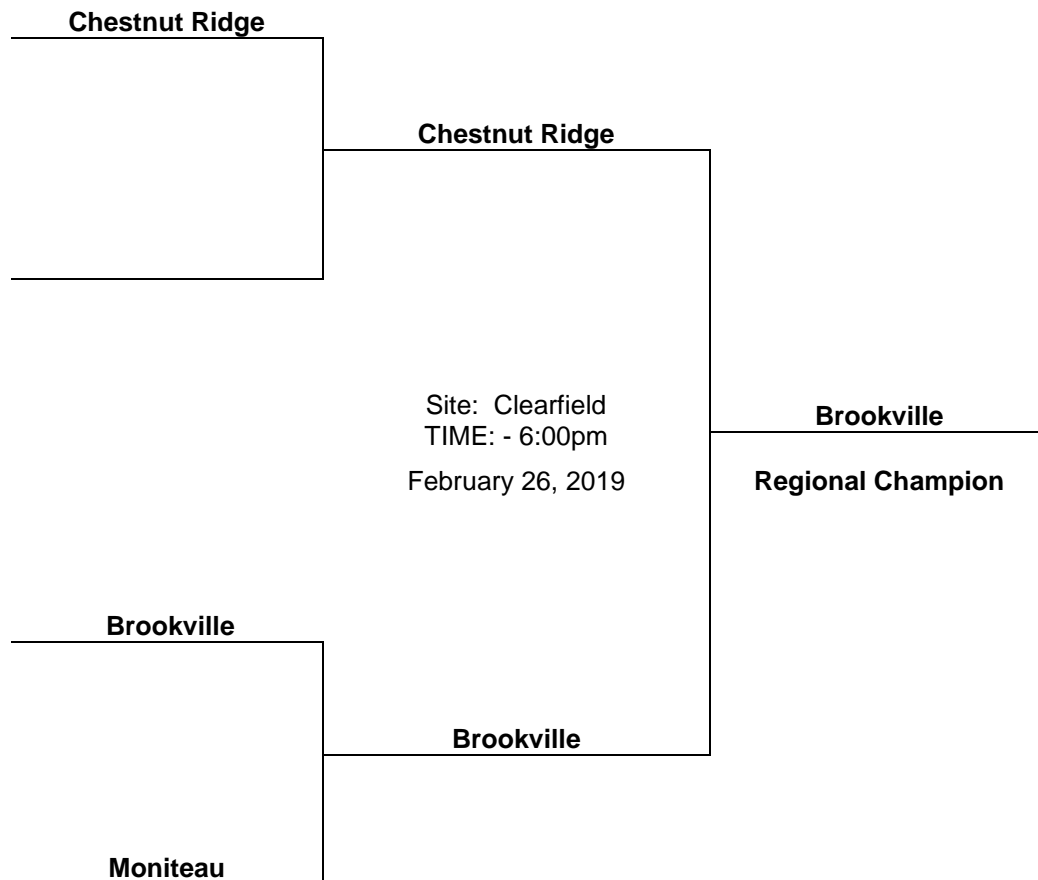 Chestnut Ridge
Chestnut Ridge
Site: Clearfield
TIME: - 6:00pm
February 26, 2019
Brookville
Regional Champion
Brookville
Brookville
Moniteau